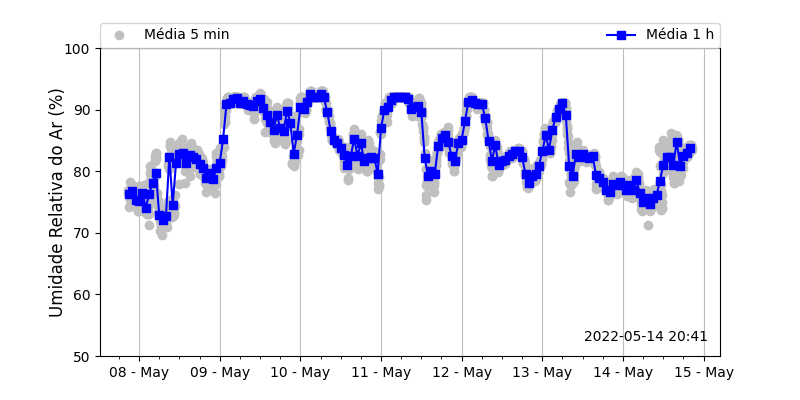 Média 5 min
Média 1 h
Umidade Relativa do Ar (%)
100
90
80
70
60
50
2022-05-14 20:41
08 - May
09 - May
10 - May
11 - May
12 - May
13 - May
14 - May
15 - May